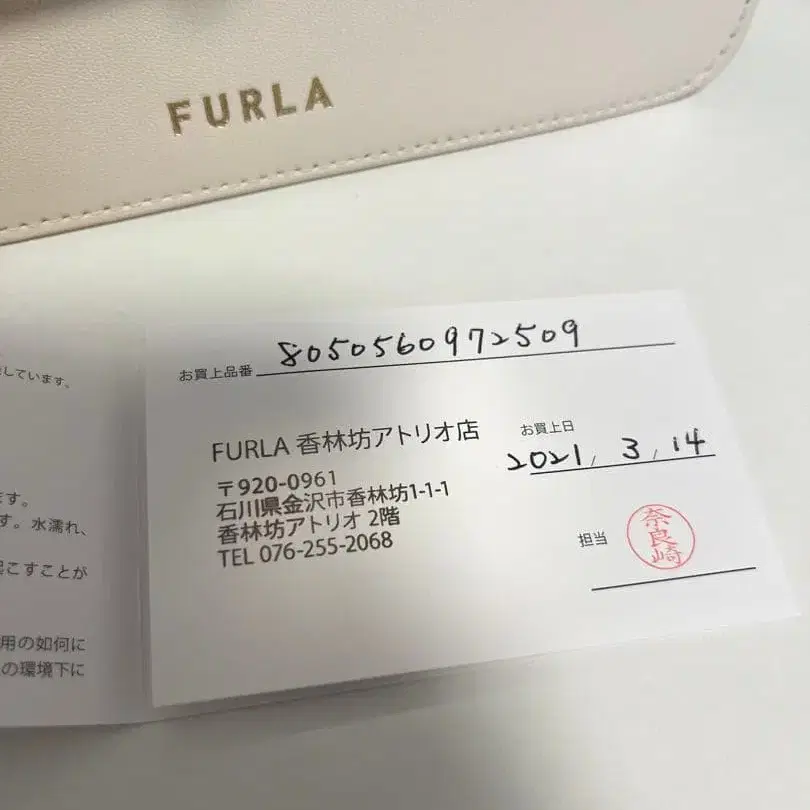 FURLA
しています。
ます。
す。水濡れ、
起こすことが
用の如何に
の環境下に
お買上品番 8050560972509
FURLA 香林坊アトリオ店
〒920-0961
石川県金沢市香林坊1-1-1
香林坊アトリオ 2階
TEL 076-255-2068
お買上日
2021/3/14
担当
奈良崎